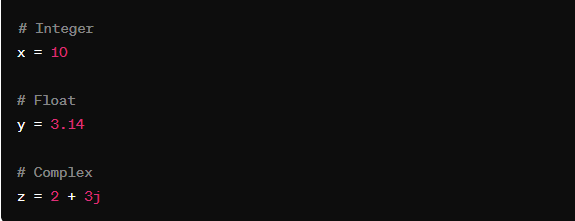 # Integer
x = 10
# Float
y = 3.14
# Complex
z = 2 + 3j